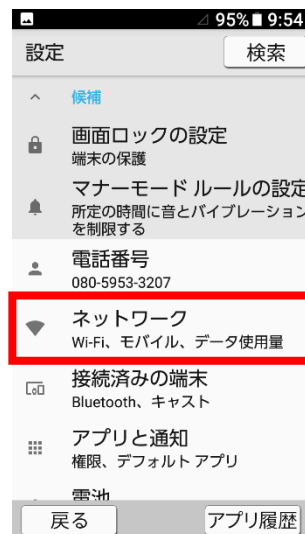 95% 9:54
設定
検索
候補
画面ロックの設定
端末の保護
マナーモード ルールの設定
所定の時間に音とバイブレーション
を制限する
電話番号
080-5953-3207
ネットワーク
Wi-Fi、モバイル、データ使用量
接続済みの端末
Bluetooth、キャスト
アプリと通知
権限、デフォルト アプリ
電池
戻る
アプリ履歴